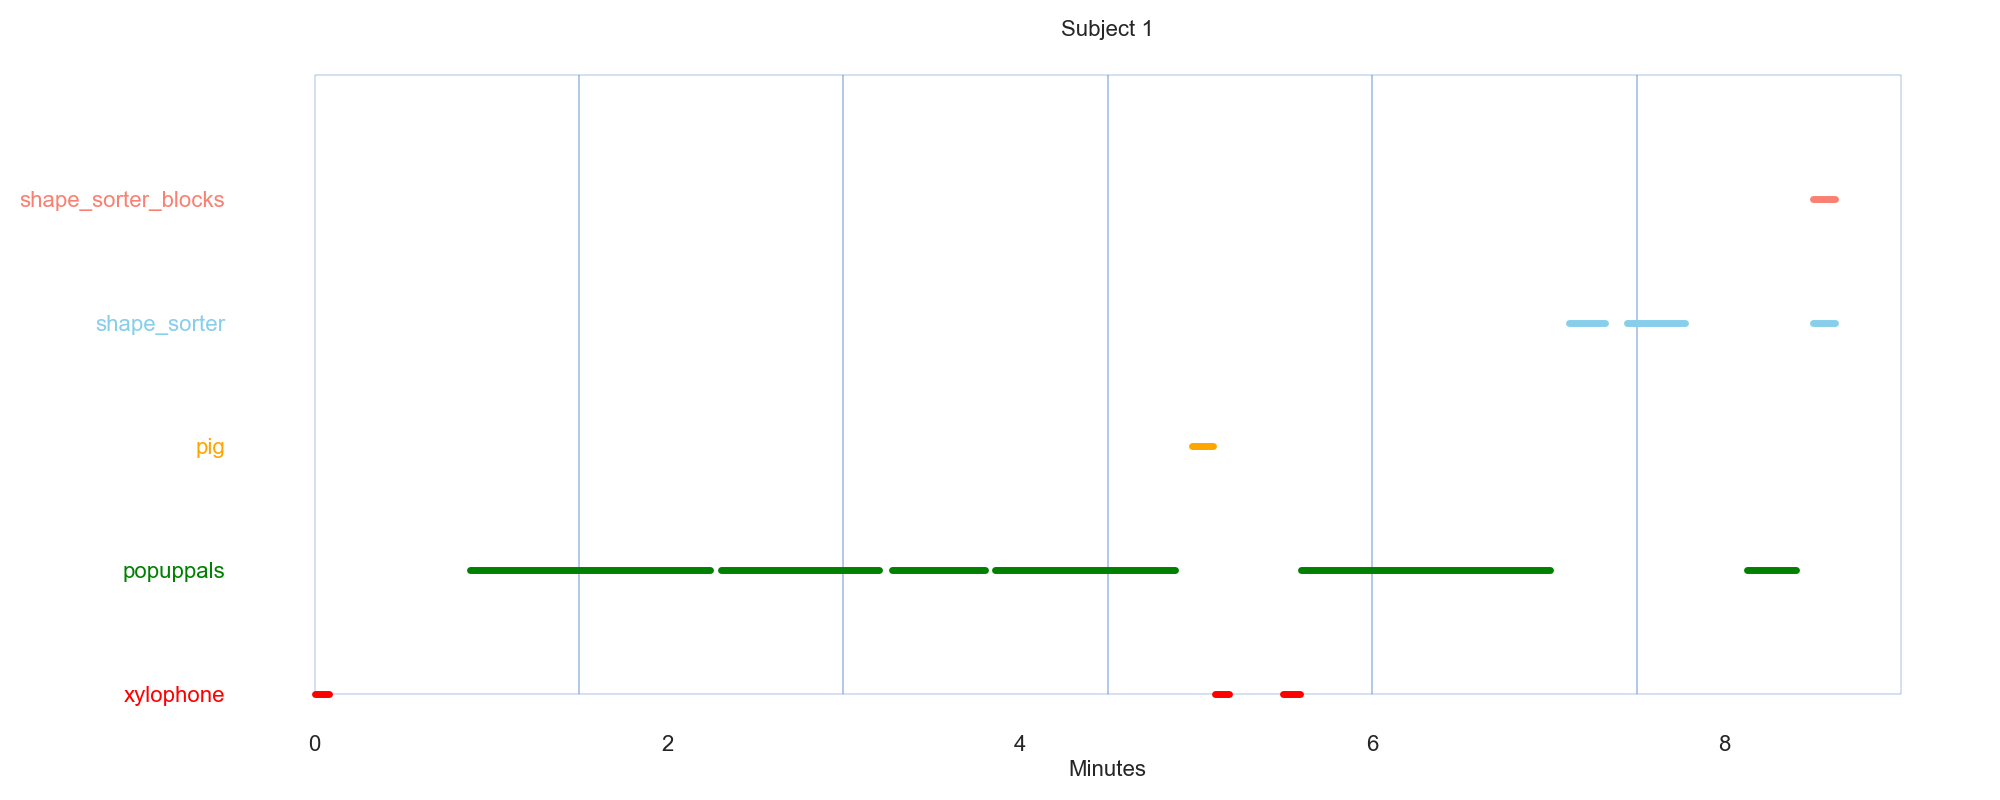 Subject 1
shape_sorter_blocks
shape_sorter
pig
popuppals
xylophone
0 2 4 6 8
Minutes